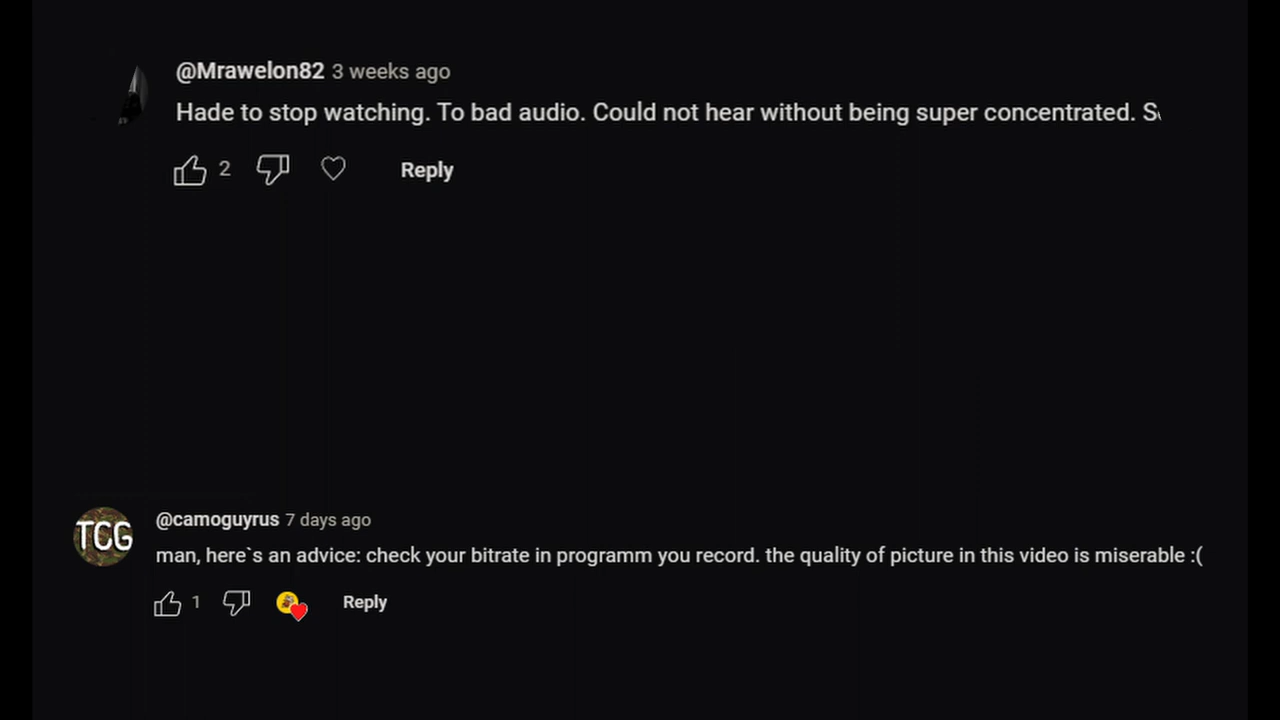 @Mrawelon82 3 weeks ago
Hade to stop watching. To bad audio. Could not hear without being super concentrated.
2 Reply
TCG
@camoguyrus 7 days ago
man, here`s an advice: check your bitrate in programm you record. the quality of picture in this video is miserable :(
1 Reply